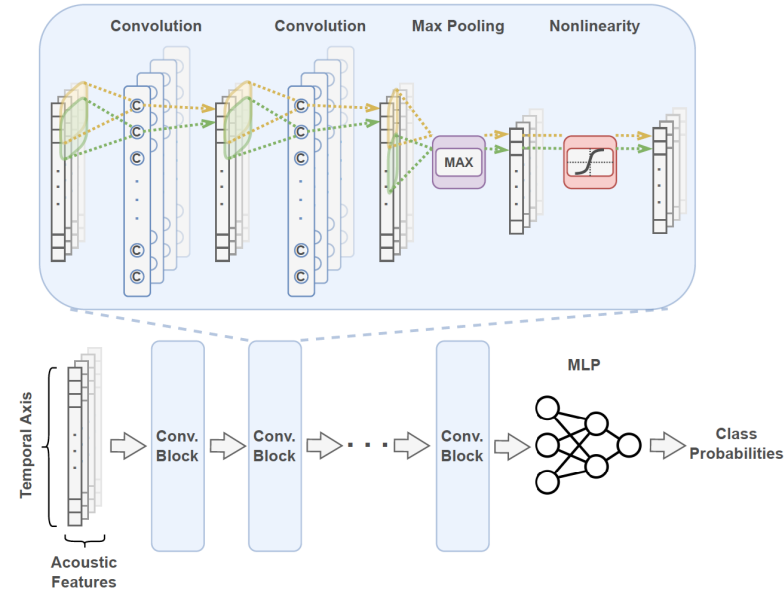 Convolution
Convolution
Max Pooling
Nonlinearity
C
C
C
C
C
C
C
C
C
C
MAX
MLP
Temporal Axis
Conv.
Block
Conv.
Block
Conv.
Block
Class
Probabilities
Acoustic
Features